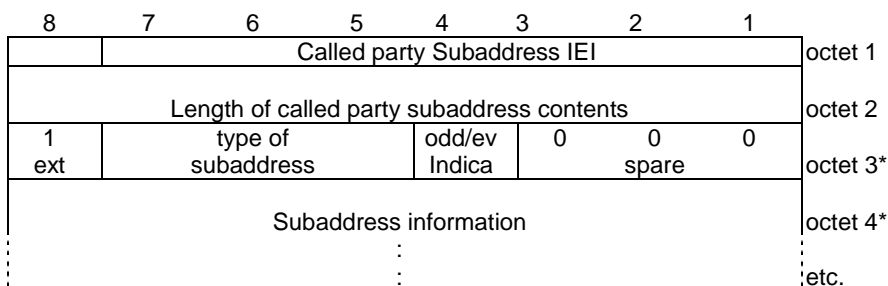 8 7 6 5 4 3 2 1
Called party Subaddress IEI octet 1
Length of called party subaddress contents octet 2
1 type of odd/ev 0 0 0
ext subaddress Indica spare octet 3*
Subaddress information octet 4*
:
: etc.